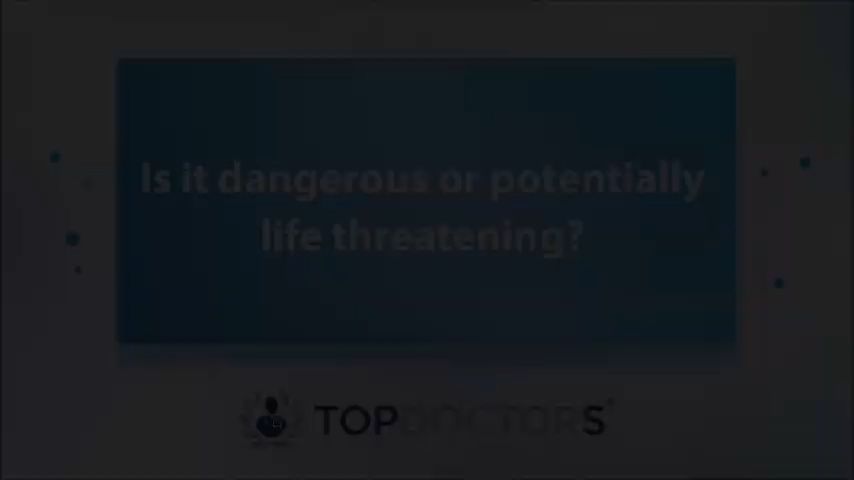 Is it dangerous or potentially
life threatening?
TOPDOCTORS